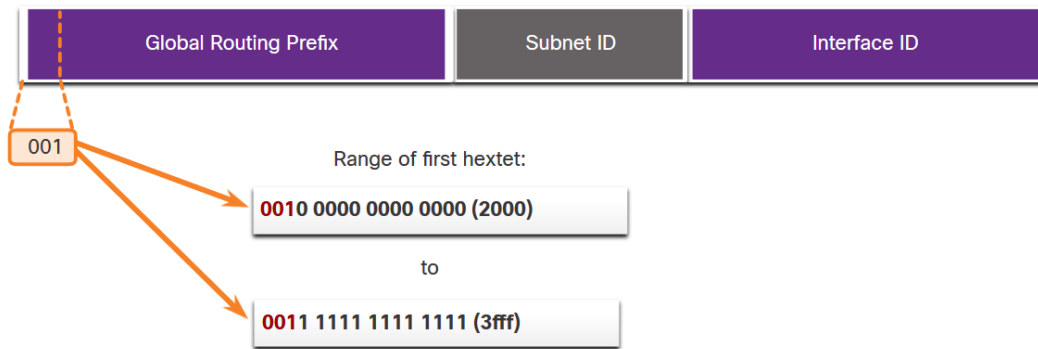 Global Routing Prefix Subnet ID Interface ID
001
Range of first hextet:
0010 0000 0000 0000 (2000)
to
0011 1111 1111 1111 (3fff)